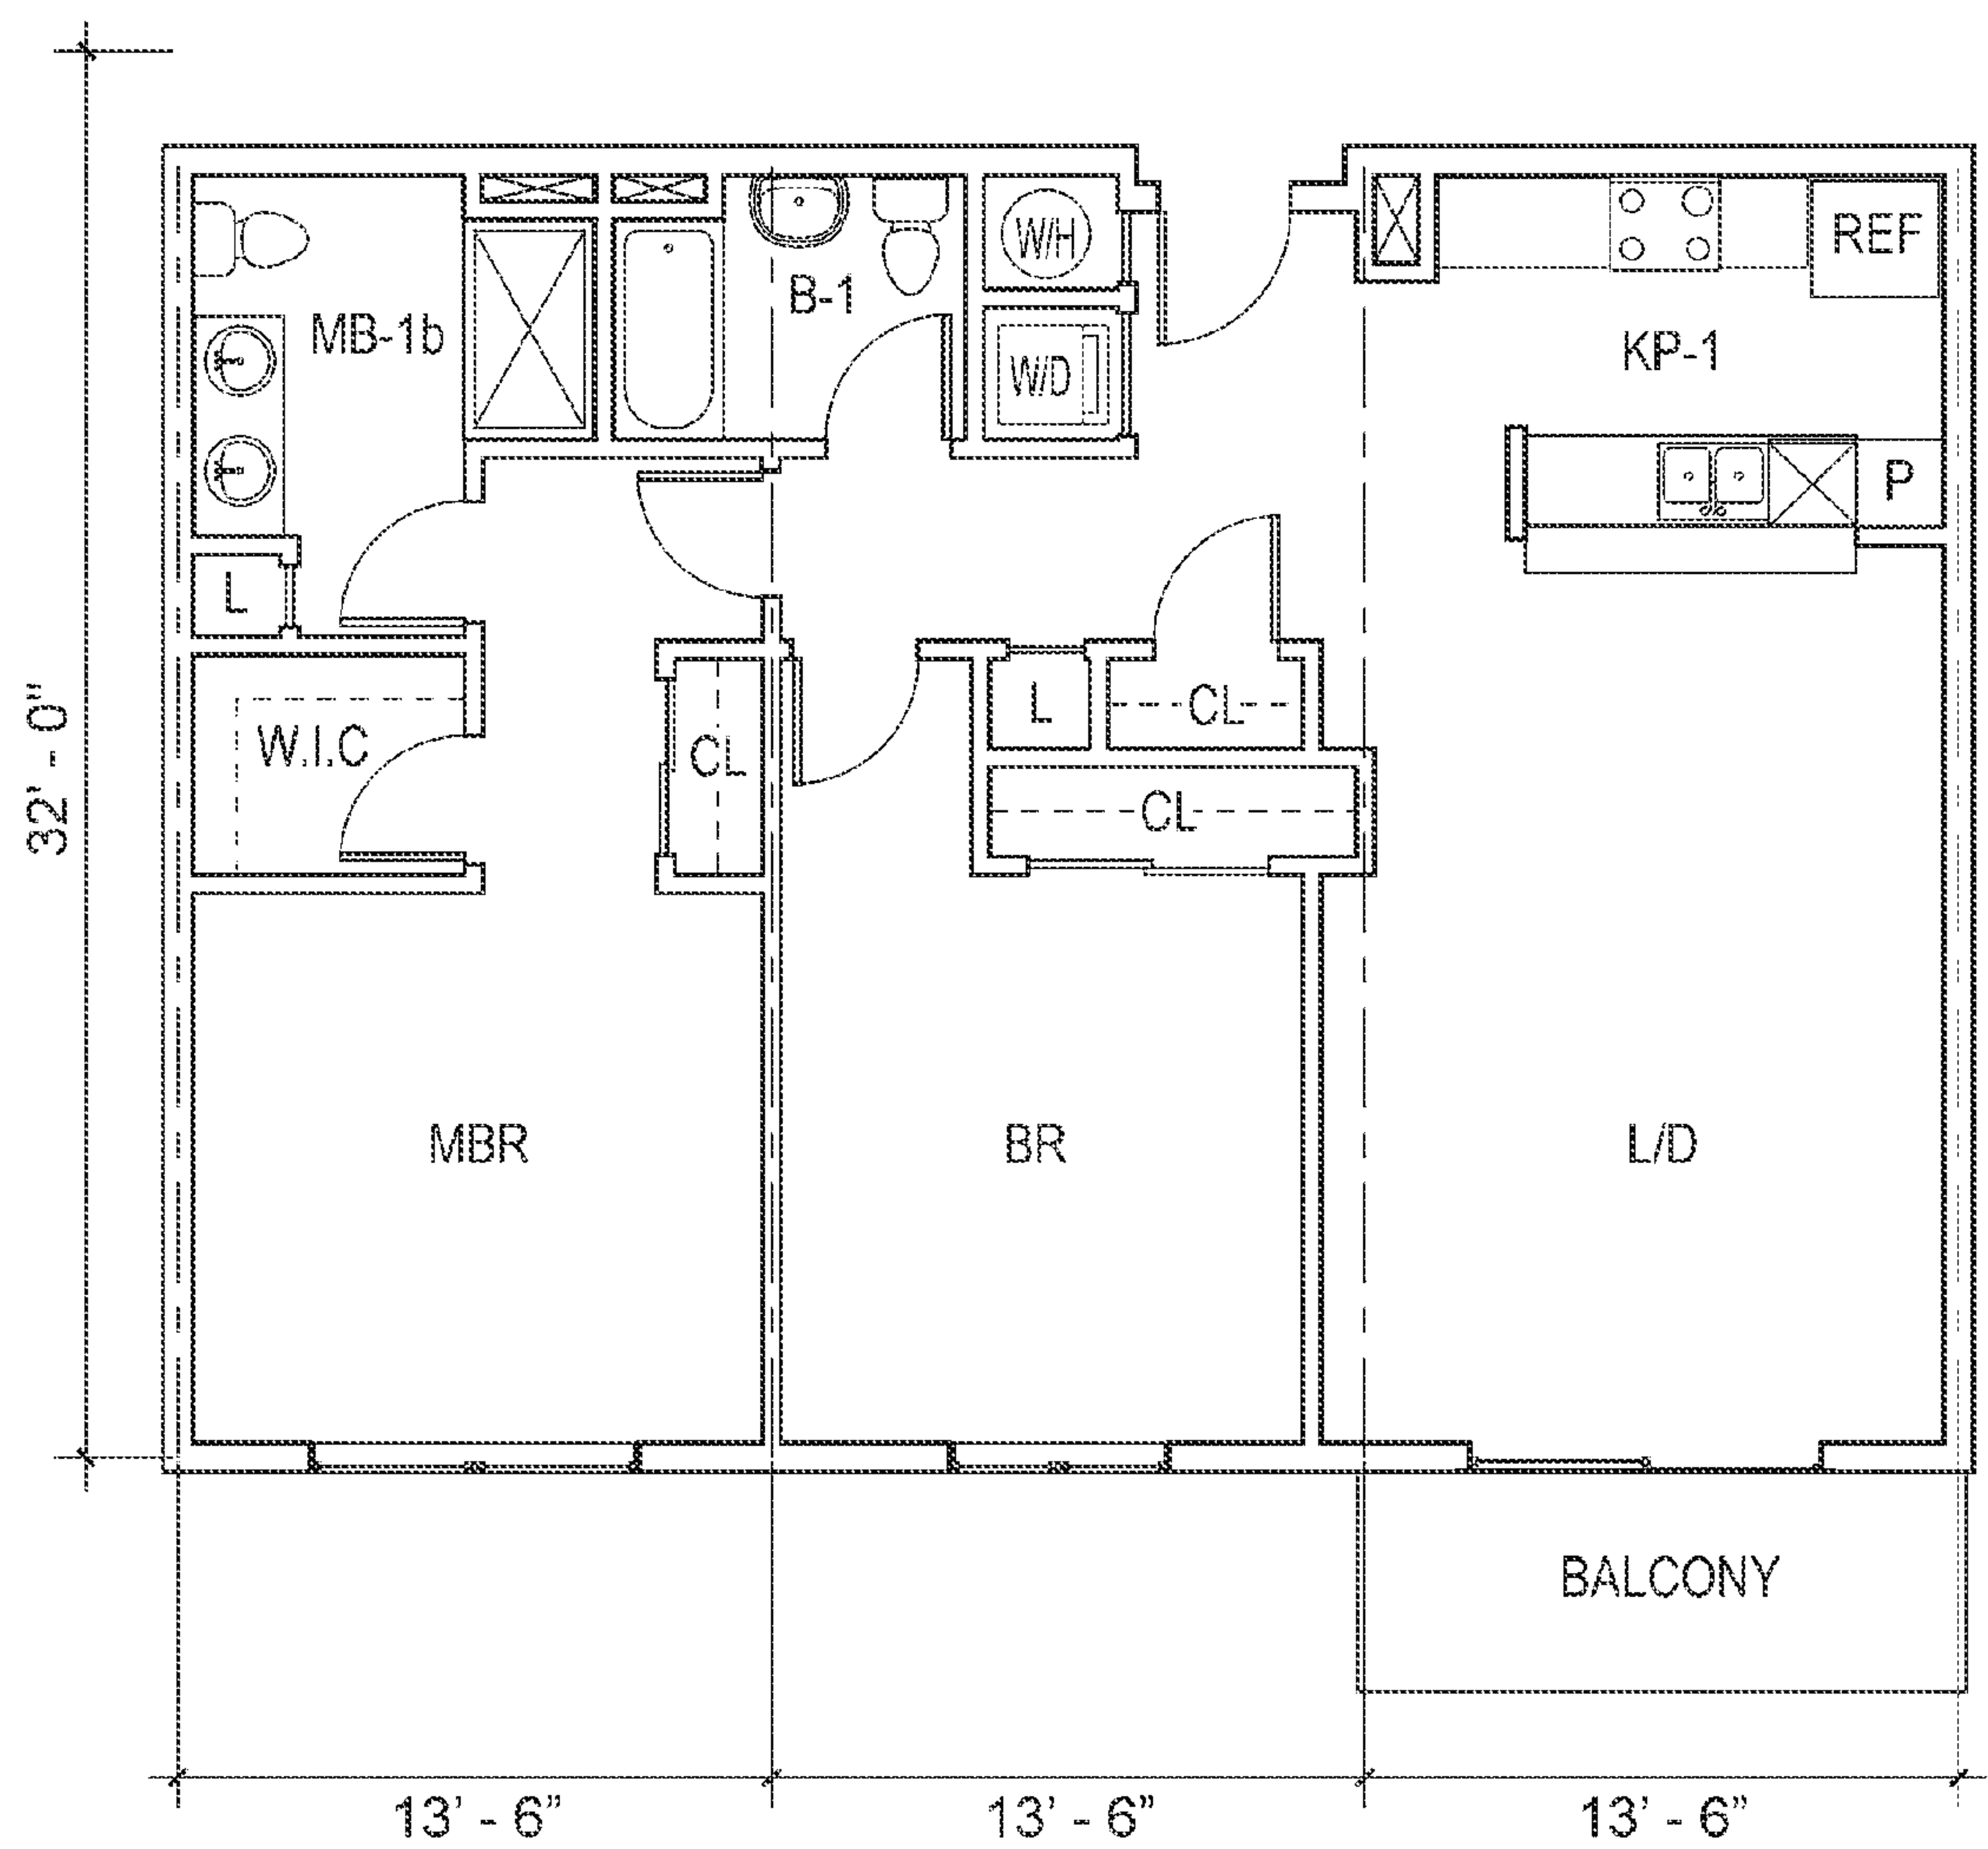 W/H
REF
B-1
MB-1b
KP-1
W/D
P
L
L
CL
W.I.C
CL
32' - 0"
CL
MBR
BR
L/D
BALCONY
13' - 6”
13' - 6”
13' - 6”